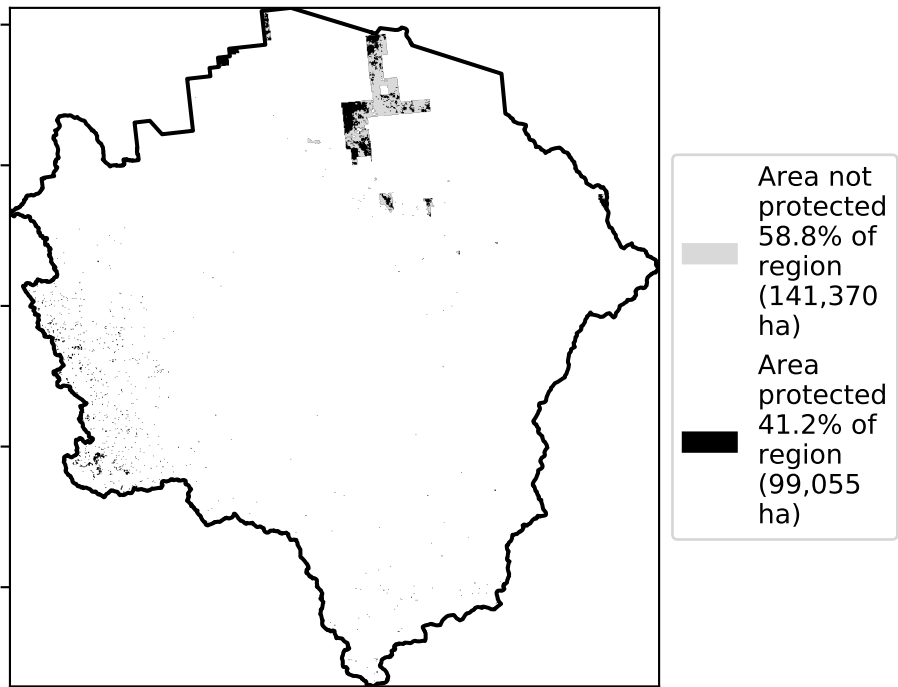 Area not
protected
58.8% of
region
(141,370
ha)
Area
protected
41.2% of
region
(99,055
ha)